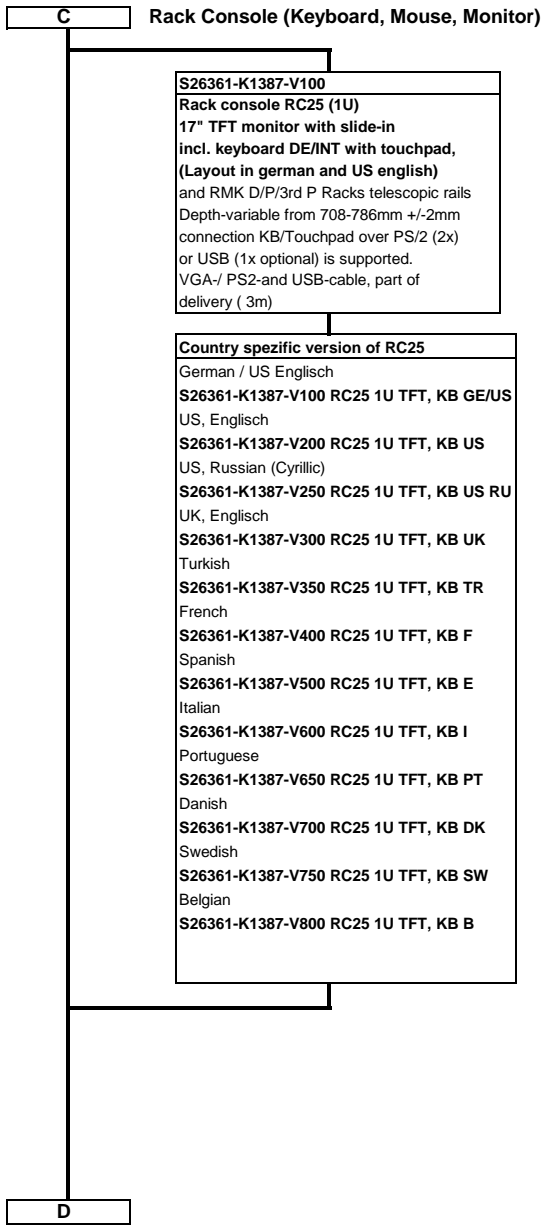 C Rack Console (Keyboard, Mouse, Monitor)
S26361-K1387-V100
Rack console RC25 (1U)
17" TFT monitor with slide-in
incl. keyboard DE/INT with touchpad,
(Layout in german and US english)
and RMK D/P/3rd P Racks telescopic rails
Depth-variable from 708-786mm +/-2mm
connection KB/Touchpad over PS/2 (2x)
or USB (1x optional) is supported.
VGA-/ PS2-and USB-cable, part of
delivery ( 3m)
Country spezific version of RC25
German / US Englisch
S26361-K1387-V100 RC25 1U TFT, KB GE/US
US, Englisch
S26361-K1387-V200 RC25 1U TFT, KB US
US, Russian (Cyrillic)
S26361-K1387-V250 RC25 1U TFT, KB US RU
UK, Englisch
S26361-K1387-V300 RC25 1U TFT, KB UK
Turkish
S26361-K1387-V350 RC25 1U TFT, KB TR
French
S26361-K1387-V400 RC25 1U TFT, KB F
Spanish
S26361-K1387-V500 RC25 1U TFT, KB E
Italian
S26361-K1387-V600 RC25 1U TFT, KB I
Portuguese
S26361-K1387-V650 RC25 1U TFT, KB PT
Danish
S26361-K1387-V700 RC25 1U TFT, KB DK
Swedish
S26361-K1387-V750 RC25 1U TFT, KB SW
Belgian
S26361-K1387-V800 RC25 1U TFT, KB B
D